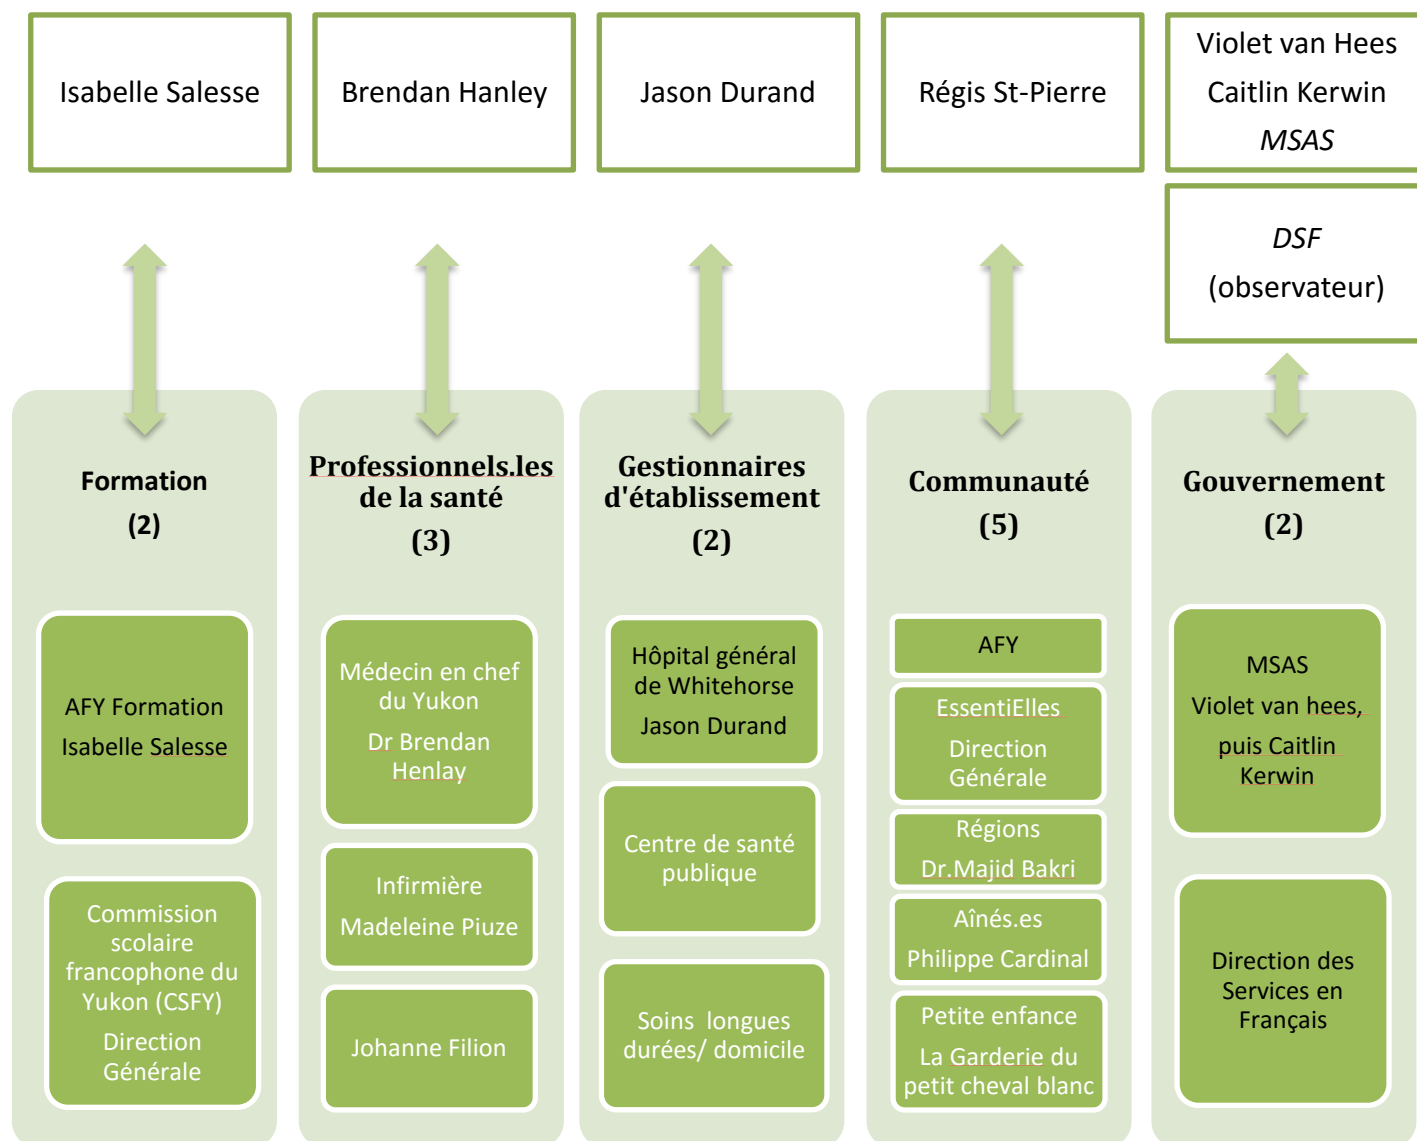 Isabelle Salesse
Brendan Hanley
Jason Durand
Régis St-Pierre
Violet van Hees
Caitlin Kerwin
MSAS
DSF
(observateur)
Formation
(2)
AFY Formation
Isabelle Salesse
Commission
scolaire
francophone du
Yukon (CSFY)
Direction
Générale
Professionnels.les
de la santé
(3)
Médecin en chef
du Yukon
Dr Brendan
Henlay
Infirmière
Madeleine Piuze
Johanne Filion
Gestionnaires
d'établissement
(2)
Hôpital général
de Whitehorse
Jason Durand
Centre de santé
publique
Soins longues
durées/ domicile
Communauté
(5)
AFY
EssentiElles
Direction
Générale
Régions
Dr.Majid Bakri
Aînés.es
Philippe Cardinal
Petite enfance
La Garderie du
petit cheval blanc
Gouvernement
(2)
MSAS
Violet van hees,
puis Caitlin
Kerwin
Direction des
Services en
Français